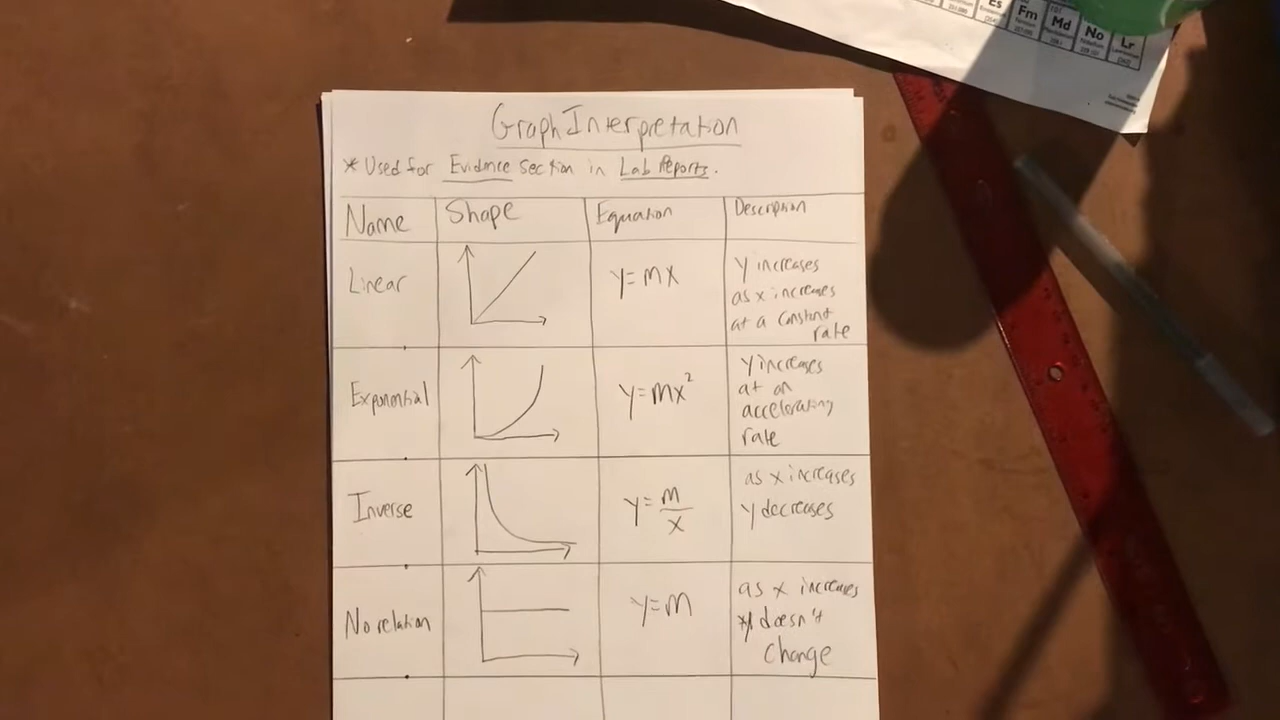 Es
Fm
Md
No
Lr
Graph Interpretation
* Used for Evidence section in Lab Reports.
Name Shape Equation Description
Linear y=mx y increases
as x increases
at a constant
rate
Exponential y=mx² y increases
at an
accelerating
rate
Inverse y=m/x as x increases
y decreases
No relation y=m as x increases
y doesn't
change